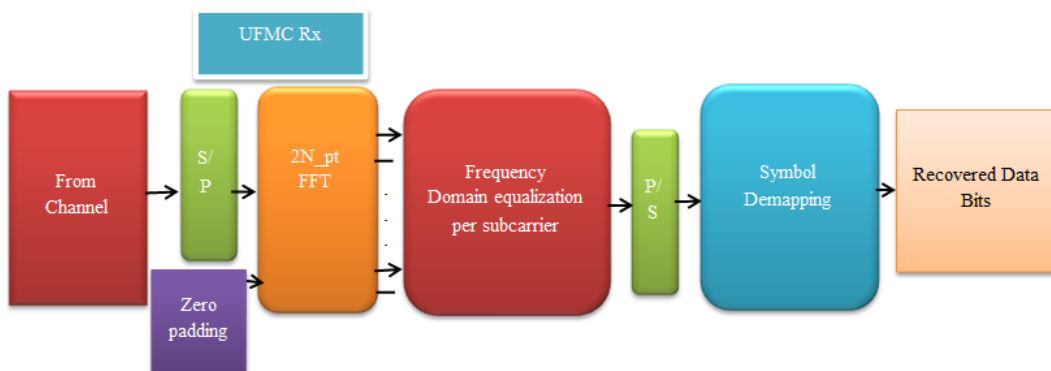 UFMC Rx
From
Channel
S/
P
Zero
padding
2N_pt
FFT
Frequency
Domain equalization
per subcarrier
P/
S
Symbol
Demapping
Recovered Data
Bits